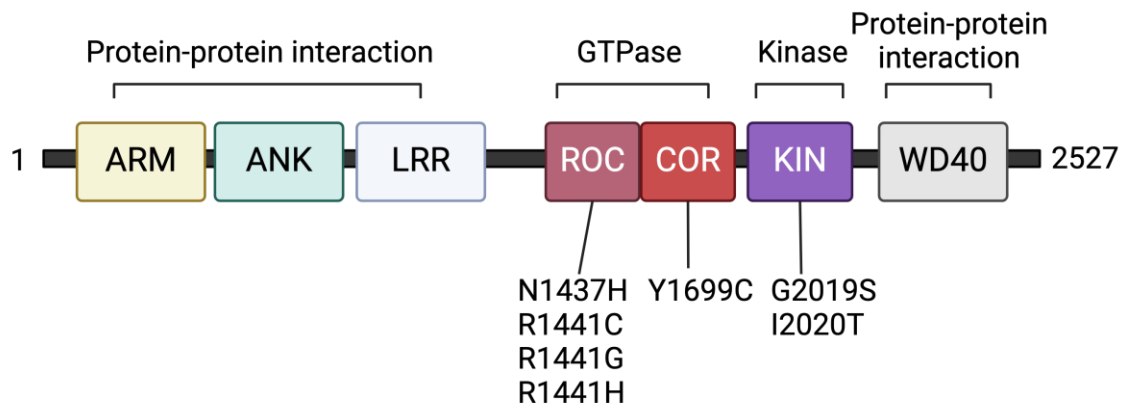 Protein-protein interaction
GTPase
Kinase
Protein-protein
interaction
1
ARM
ANK
LRR
ROC
COR
KIN
WD40
2527
N1437H
R1441C
R1441G
R1441H
Y1699C
G2019S
I2020T